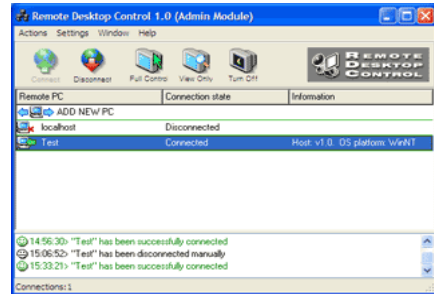 Remote Desktop Control 1.0 (Admin Module)
Actions Settings Window Help
Connect Disconnect Full Contro View Only Turn Off
REMOTE
DESKTOP
CONTROL
Remote PC Connection state Information
ADD NEW PC
localhost Disconnected
Test Connected Host: v1.0. OS platform: WinNT
14:56:30> "Test" has been successfully connected
15:06:52> "Test" has been disconnected manually
15:33:21> "Test" has been successfully connected
Connections:1